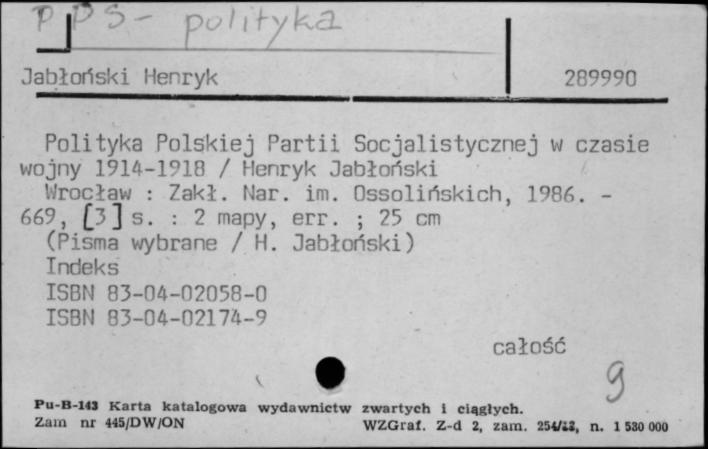 PPS- polityka
Jabłoński Henryk 289990
Polityka Polskiej Partii Socjalistycznej w czasie
wojny 1914-1918 / Henryk Jabłoński
Wrocław : Zakł. Nar. im. Ossolińskich, 1986. -
669, [3] s. : 2 mapy, err. ; 25 cm
(Pisma wybrane / H. Jabłoński)
Indeks
ISBN 83-04-02058-0
ISBN 83-04-02174-9
całość
9
Pu-B-143 Karta katalogowa wydawnictw zwartych i ciągłych.
Zam nr 445/DW/ON WZGraf. Z-d 2, zam. n. 1 530 000